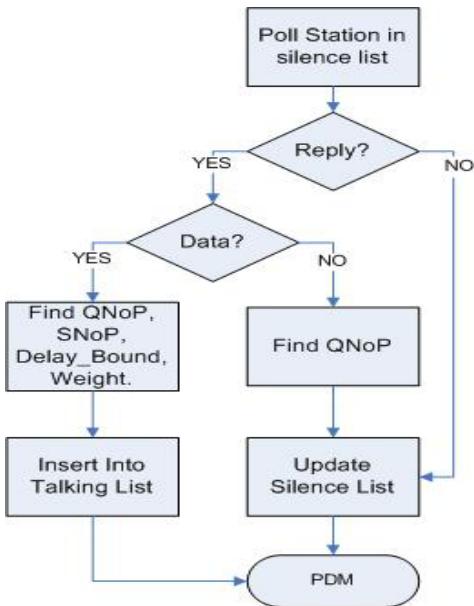 Poll Station in
silence list
Reply?
YES
NO
Data?
YES
NO
Find QNoP,
SNoP,
Delay_Bound,
Weight.
Find QNoP
Insert Into
Talking List
Update
Silence List
PDM